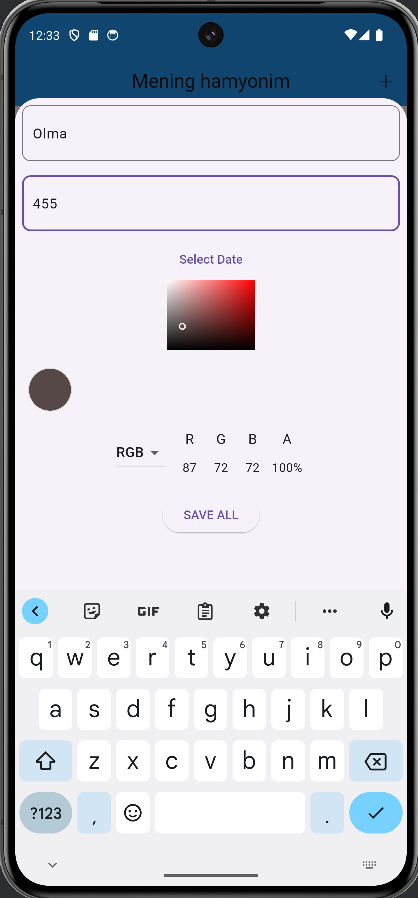 12:33
Mening hamyonim +
Olma
455
Select Date
R G B A
RGB
87 72 72 100%
SAVE ALL
GIF
q1 w2 e3 r4 t5 y6 u7 i8 o9 p0
a s d f g h j k l
z x c v b n m
?123 , .